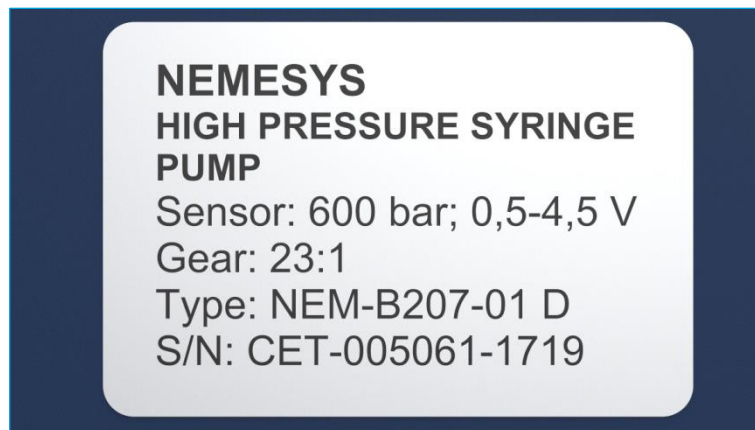 NEMESYS
HIGH PRESSURE SYRINGE
PUMP
Sensor: 600 bar; 0,5-4,5 V
Gear: 23:1
Type: NEM-B207-01 D
S/N: CET-005061-1719